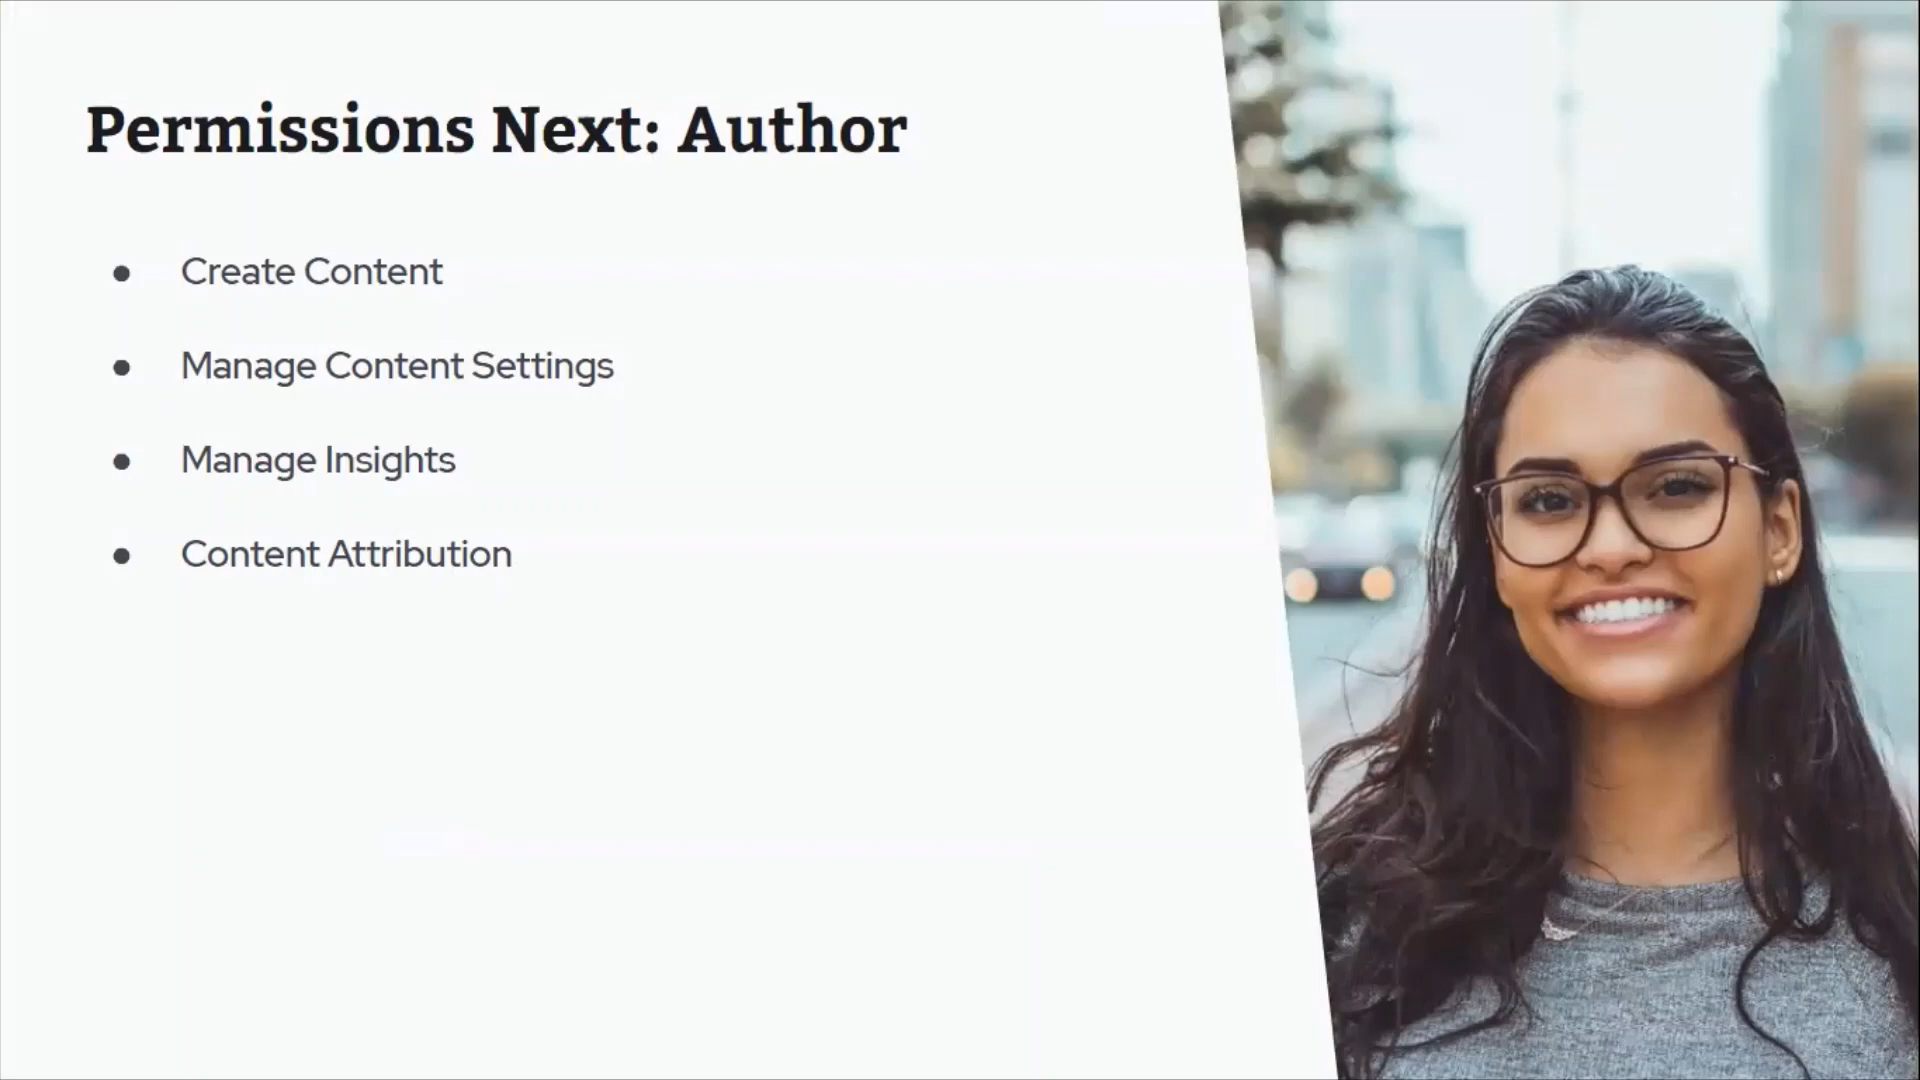 Permissions Next: Author
● Create Content
● Manage Content Settings
● Manage Insights
● Content Attribution